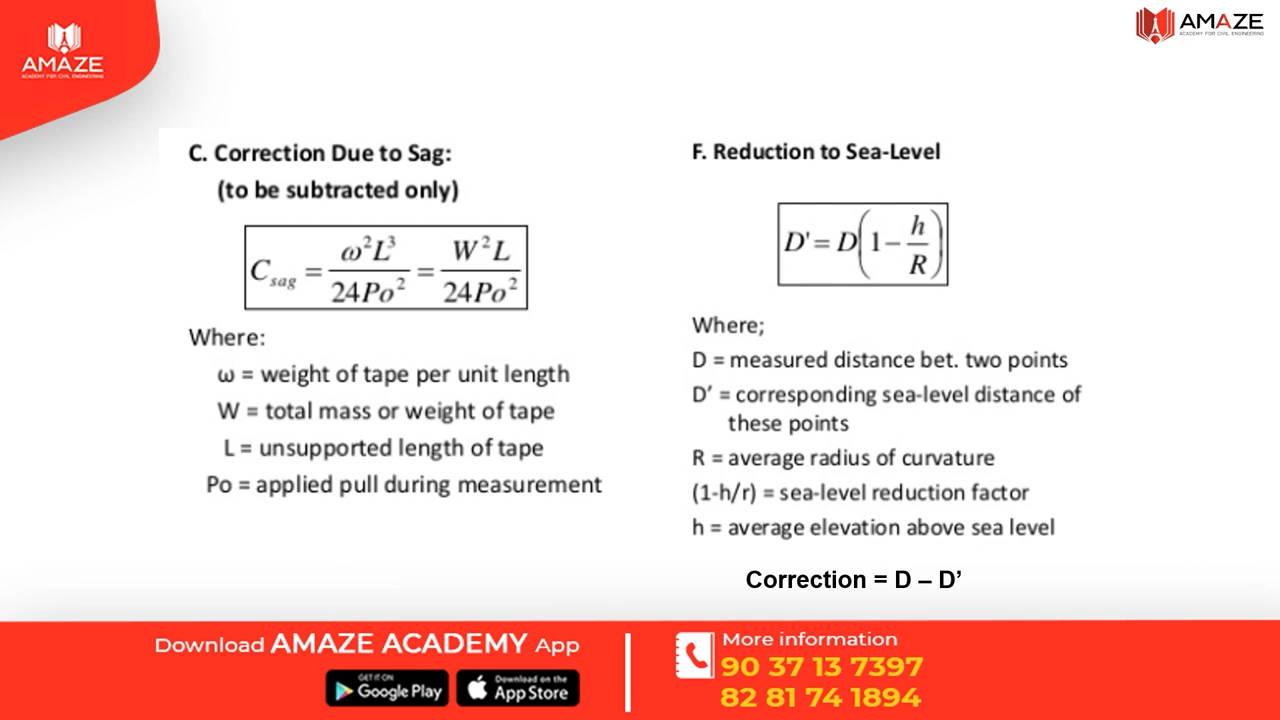 AMAZE
ACADEMY FOR CIVIL ENGINEERING
AMAZE
ACADEMY FOR CIVIL ENGINEERING
C. Correction Due to Sag:
(to be subtracted only)
C_sag = ω²L³/24Po² = W²L/24Po²
Where:
ω = weight of tape per unit length
W = total mass or weight of tape
L = unsupported length of tape
Po = applied pull during measurement
F. Reduction to Sea-Level
D'= D(1− h/R)
Where;
D = measured distance bet. two points
D’ = corresponding sea-level distance of
these points
R = average radius of curvature
(1-h/r) = sea-level reduction factor
h = average elevation above sea level
Correction = D – D’
Download AMAZE ACADEMY App
GET IT ON
Google Play
Download on the
App Store
More information
90 37 13 7397
82 81 74 1894